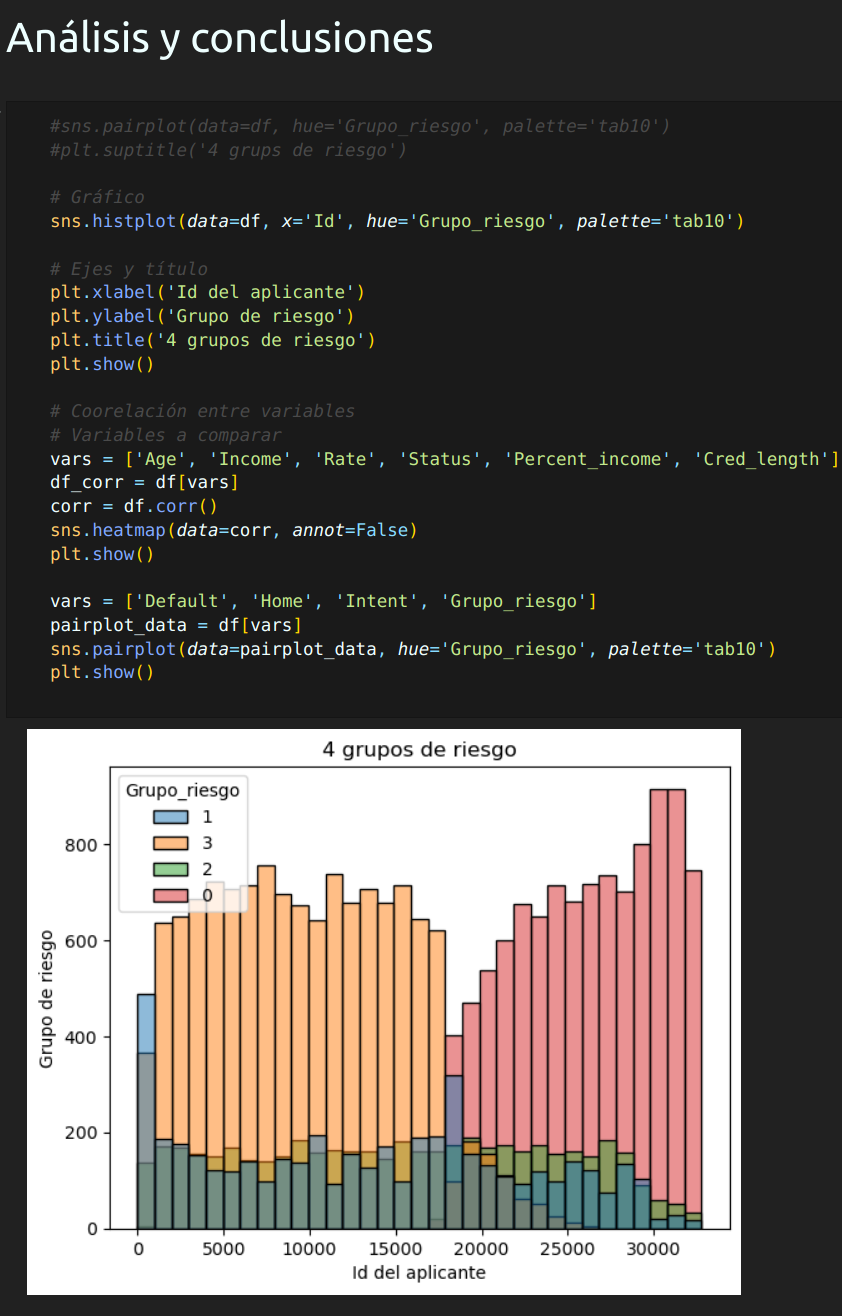 Análisis y conclusiones
#sns.pairplot(data=df, hue='Grupo_riesgo', palette='tab10')
#plt.suptitle('4 grups de riesgo')
# Gráfico
sns.histplot(data=df, x='Id', hue='Grupo_riesgo', palette='tab10')
# Ejes y título
plt.xlabel('Id del aplicante')
plt.ylabel('Grupo de riesgo')
plt.title('4 grupos de riesgo')
plt.show()
# Coorelación entre variables
# Variables a comparar
vars = ['Age', 'Income', 'Rate', 'Status', 'Percent_income', 'Cred_length']
df_corr = df[vars]
corr = df.corr()
sns.heatmap(data=corr, annot=False)
plt.show()
vars = ['Default', 'Home', 'Intent', 'Grupo_riesgo']
pairplot_data = df[vars]
sns.pairplot(data=pairplot_data, hue='Grupo_riesgo', palette='tab10')
plt.show()
4 grupos de riesgo
Grupo_riesgo
1
3
2
0
800
600
400
200
0
Grupo de riesgo
0 5000 10000 15000 20000 25000 30000
Id del aplicante